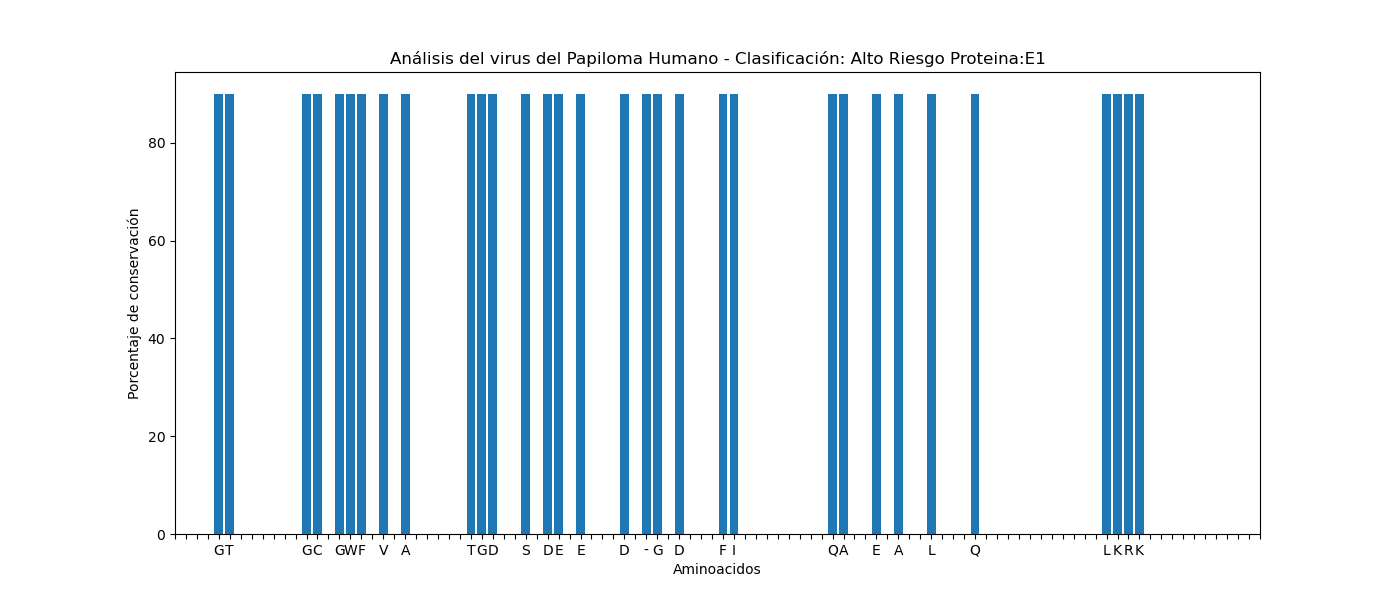 Análisis del virus del Papiloma Humano - Clasificación: Alto Riesgo Proteina:E1
Porcentaje de conservación
80
60
40
20
0
G T G C G W F V A T G D S D E E D - G D F I Q A E A L Q L K R K
Aminoacidos